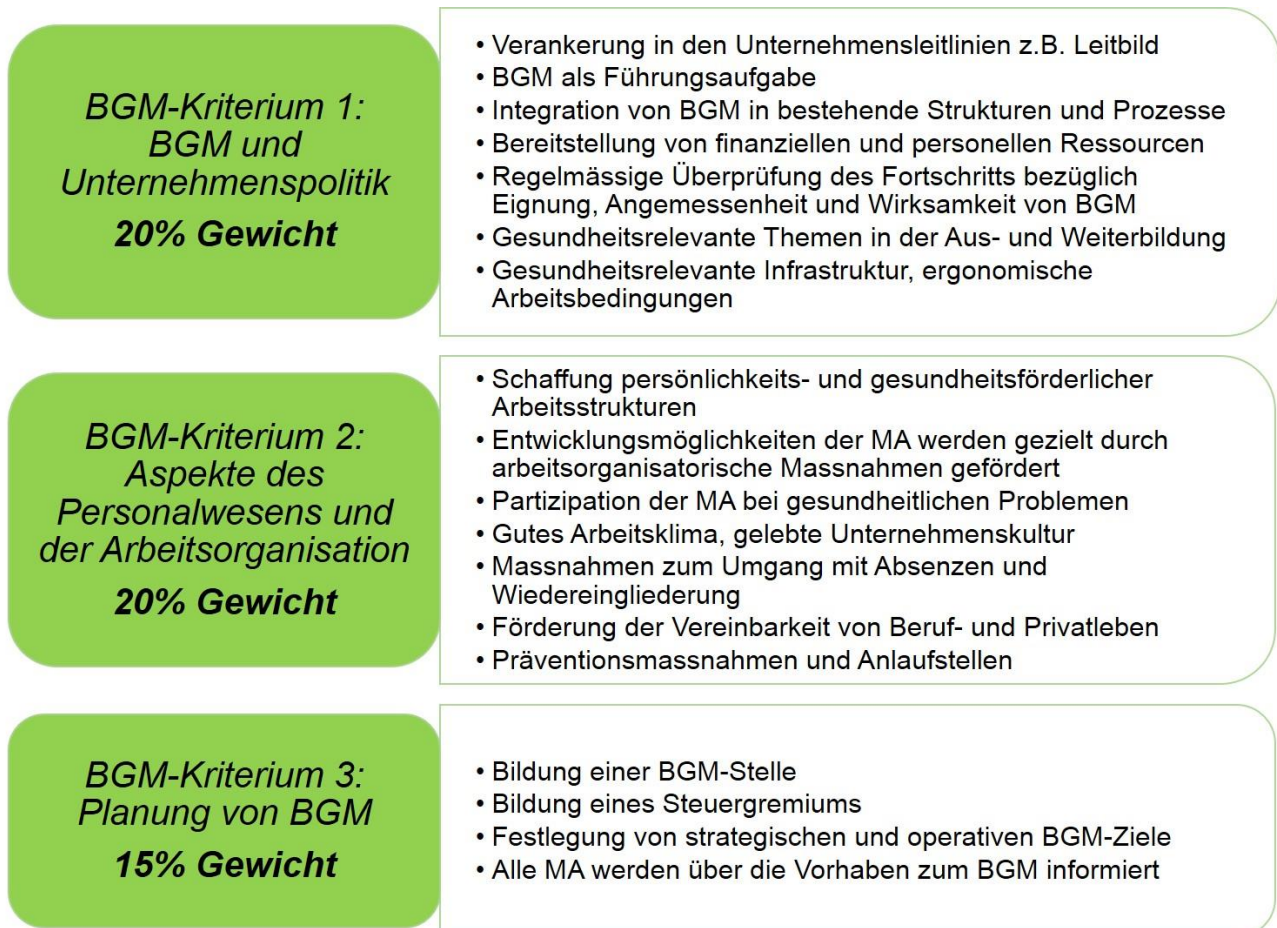 BGM-Kriterium 1:
BGM und
Unternehmenspolitik
20% Gewicht
• Verankerung in den Unternehmensleitlinien z.B. Leitbild
• BGM als Führungsaufgabe
• Integration von BGM in bestehende Strukturen und Prozesse
• Bereitstellung von finanziellen und personellen Ressourcen
• Regelmässige Überprüfung des Fortschritts bezüglich
Eignung, Angemessenheit und Wirksamkeit von BGM
• Gesundheitsrelevante Themen in der Aus- und Weiterbildung
• Gesundheitsrelevante Infrastruktur, ergonomische
Arbeitsbedingungen
BGM-Kriterium 2:
Aspekte des
Personalwesens und
der Arbeitsorganisation
20% Gewicht
• Schaffung persönlichkeits- und gesundheitsförderlicher
Arbeitsstrukturen
• Entwicklungsmöglichkeiten der MA werden gezielt durch
arbeitsorganisatorische Massnahmen gefördert
• Partizipation der MA bei gesundheitlichen Problemen
• Gutes Arbeitsklima, gelebte Unternehmenskultur
• Massnahmen zum Umgang mit Absenzen und
Wiedereingliederung
• Förderung der Vereinbarkeit von Beruf- und Privatleben
• Präventionsmassnahmen und Anlaufstellen
BGM-Kriterium 3:
Planung von BGM
15% Gewicht
• Bildung einer BGM-Stelle
• Bildung eines Steuergremiums
• Festlegung von strategischen und operativen BGM-Ziele
• Alle MA werden über die Vorhaben zum BGM informiert